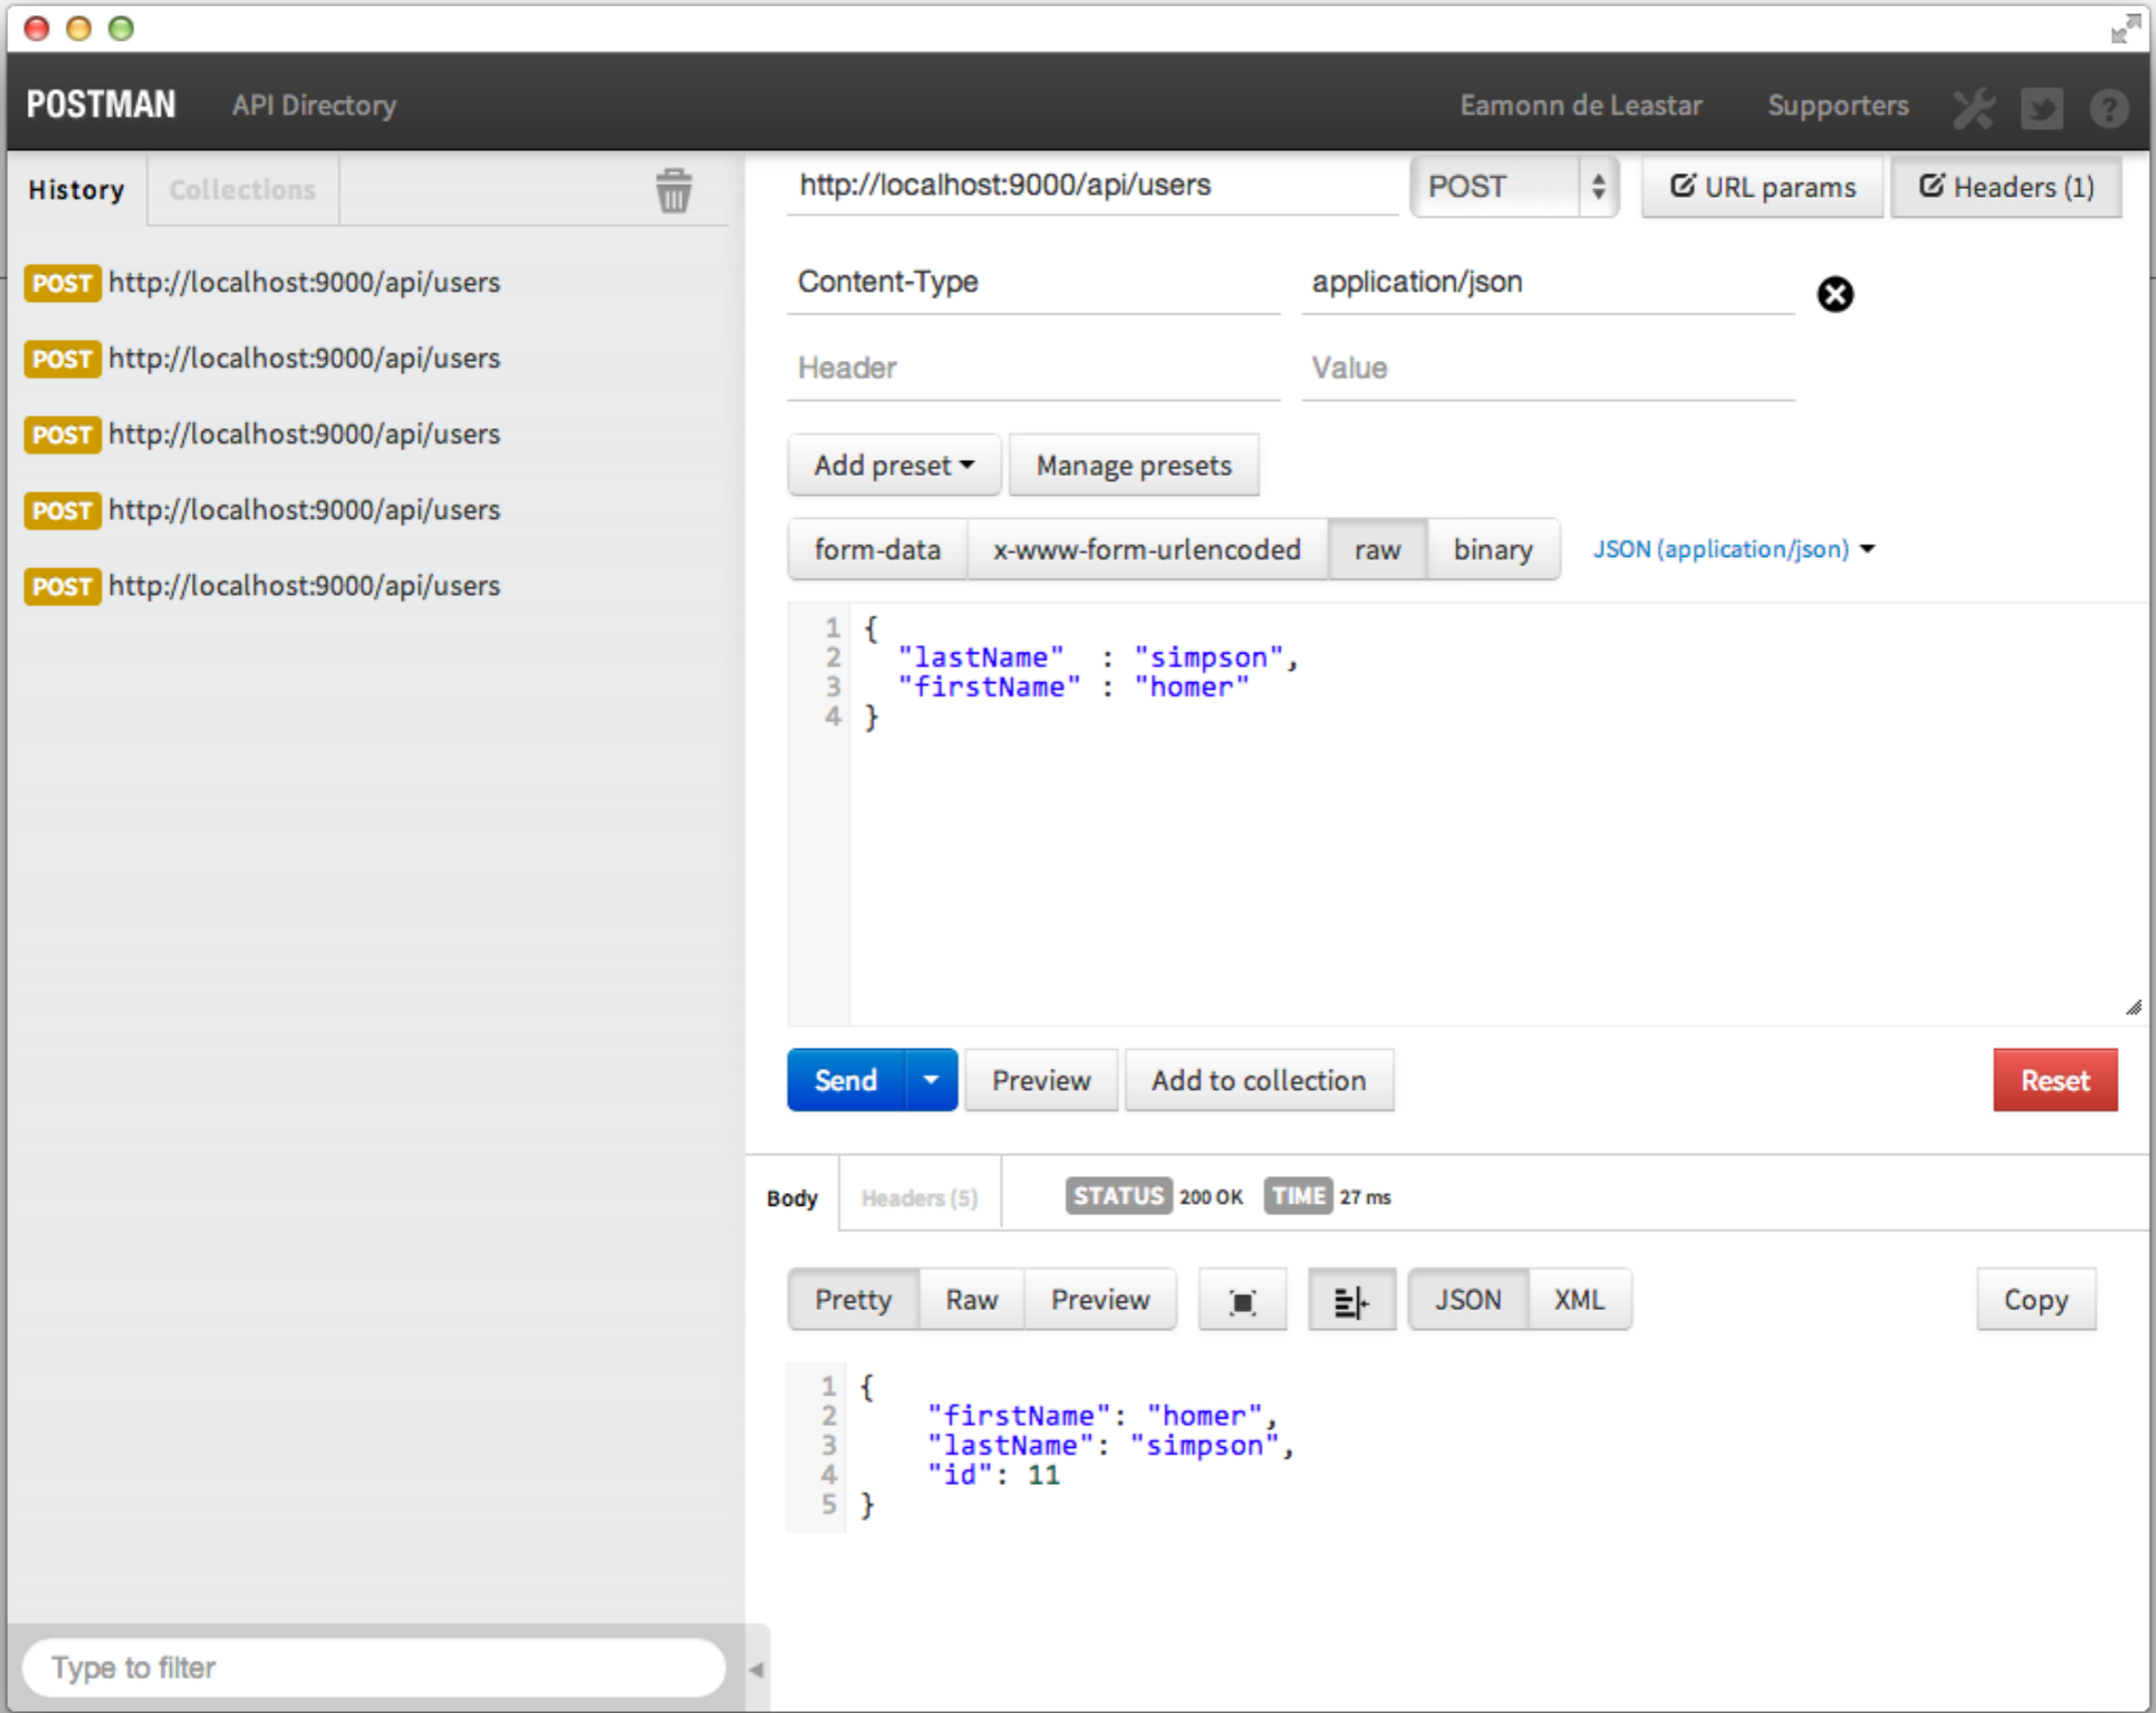 POSTMAN API Directory Eamonn de Leastar Supporters
History Collections
POST http://localhost:9000/api/users
POST http://localhost:9000/api/users
POST http://localhost:9000/api/users
POST http://localhost:9000/api/users
POST http://localhost:9000/api/users
Type to filter
http://localhost:9000/api/users POST URL params Headers (1)
Content-Type application/json
Header Value
Add preset Manage presets
form-data x-www-form-urlencoded raw binary JSON (application/json)
1 {
2 "lastName" : "simpson",
3 "firstName" : "homer"
4 }
Send Preview Add to collection Reset
Body Headers (5) STATUS 200 OK TIME 27 ms
Pretty Raw Preview JSON XML Copy
1 {
2 "firstName": "homer",
3 "lastName": "simpson",
4 "id": 11
5 }